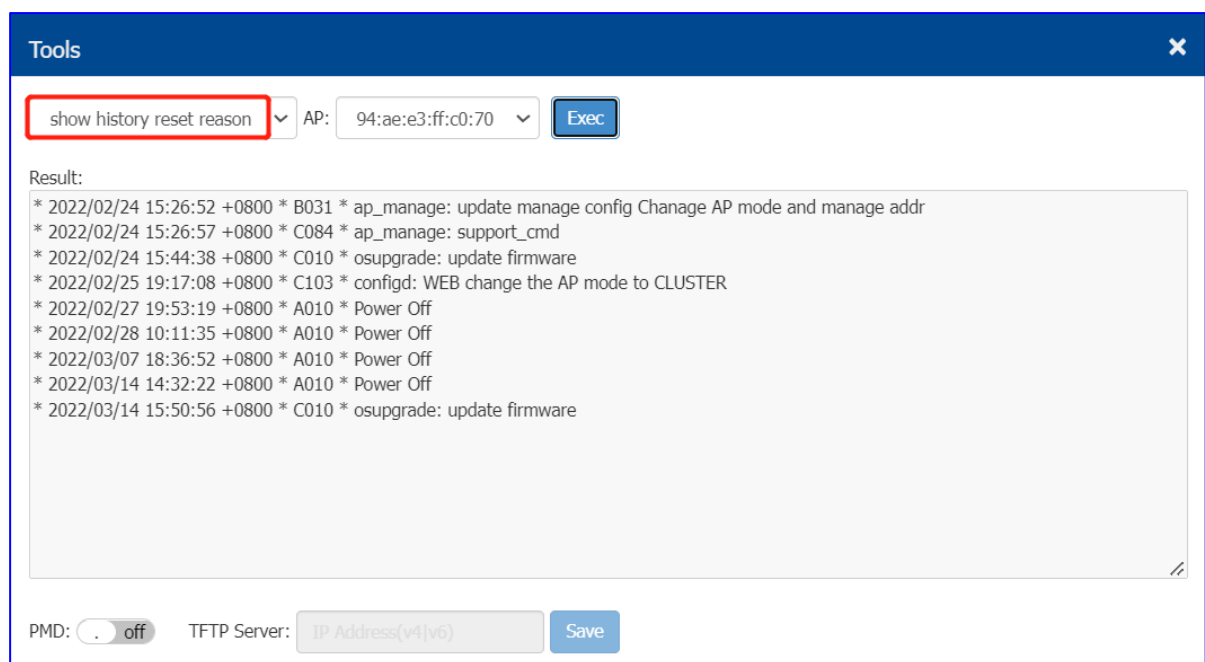 Tools
show history reset reason AP: 94:ae:e3:ff:c0:70 Exec
Result:
* 2022/02/24 15:26:52 +0800 * B031 * ap_manage: update manage config Chanage AP mode and manage addr
* 2022/02/24 15:26:57 +0800 * C084 * ap_manage: support_cmd
* 2022/02/24 15:44:38 +0800 * C010 * osupgrade: update firmware
* 2022/02/25 19:17:08 +0800 * C103 * configd: WEB change the AP mode to CLUSTER
* 2022/02/27 19:53:19 +0800 * A010 * Power Off
* 2022/02/28 10:11:35 +0800 * A010 * Power Off
* 2022/03/07 18:36:52 +0800 * A010 * Power Off
* 2022/03/14 14:32:22 +0800 * A010 * Power Off
* 2022/03/14 15:50:56 +0800 * C010 * osupgrade: update firmware
PMD: . off TFTP Server: IP Address(v4|v6) Save